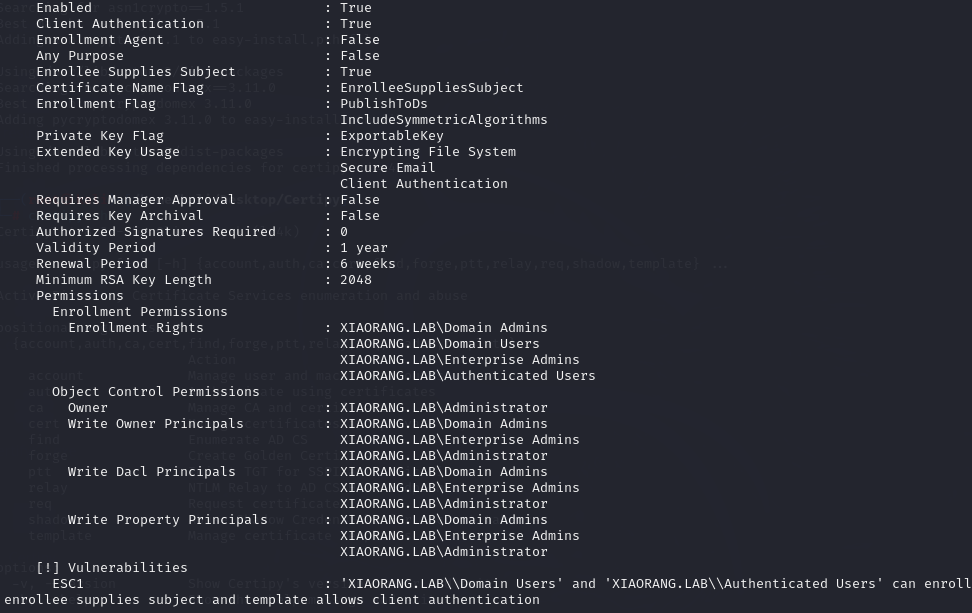 Enabled : True
Client Authentication : True
Enrollment Agent : False
Any Purpose : False
Enrollee Supplies Subject : True
Certificate Name Flag : EnrolleeSuppliesSubject
Enrollment Flag : PublishToDs
IncludeSymmetricAlgorithms
Private Key Flag : ExportableKey
Extended Key Usage : Encrypting File System
Secure Email
Client Authentication
Requires Manager Approval : False
Requires Key Archival : False
Authorized Signatures Required : 0
Validity Period : 1 year
Renewal Period : 6 weeks
Minimum RSA Key Length : 2048
Permissions
Enrollment Permissions
Enrollment Rights : XIAORANG.LAB\Domain Admins
XIAORANG.LAB\Domain Users
XIAORANG.LAB\Enterprise Admins
XIAORANG.LAB\Authenticated Users
Object Control Permissions
Owner : XIAORANG.LAB\Administrator
Write Owner Principals : XIAORANG.LAB\Domain Admins
XIAORANG.LAB\Enterprise Admins
XIAORANG.LAB\Administrator
Write Dacl Principals : XIAORANG.LAB\Domain Admins
XIAORANG.LAB\Enterprise Admins
XIAORANG.LAB\Administrator
Write Property Principals : XIAORANG.LAB\Domain Admins
XIAORANG.LAB\Enterprise Admins
XIAORANG.LAB\Administrator
[!] Vulnerabilities
ESC1 : 'XIAORANG.LAB\\Domain Users' and 'XIAORANG.LAB\\Authenticated Users' can enroll
enrollee supplies subject and template allows client authentication